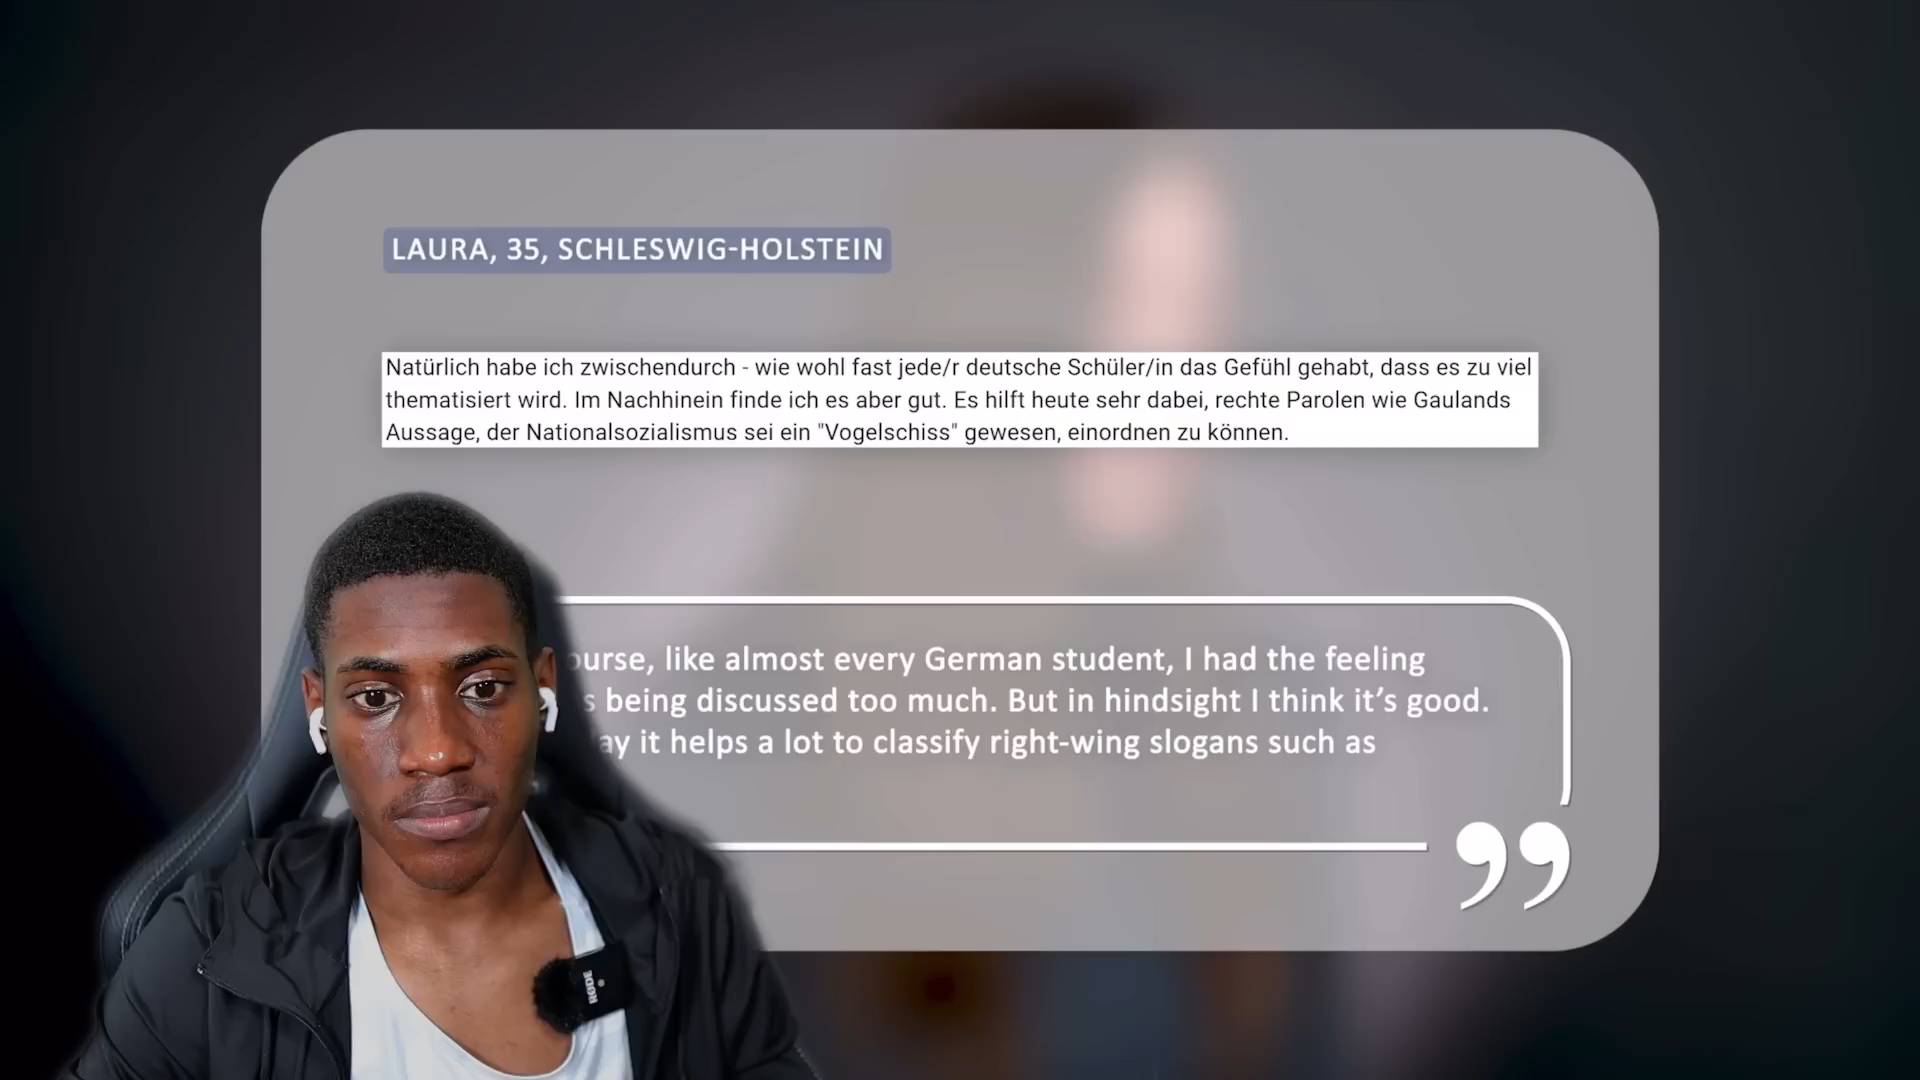 LAURA, 35, SCHLESWIG-HOLSTEIN
Natürlich habe ich zwischendurch - wie wohl fast jede/r deutsche Schüler/in das Gefühl gehabt, dass es zu viel
thematisiert wird. Im Nachhinein finde ich es aber gut. Es hilft heute sehr dabei, rechte Parolen wie Gaulands
Aussage, der Nationalsozialismus sei ein "Vogelschiss" gewesen, einordnen zu können.
like almost every German student, I had the feeling
being discussed too much. But in hindsight I think it’s good.
it helps a lot to classify right-wing slogans such as
”
RØDE